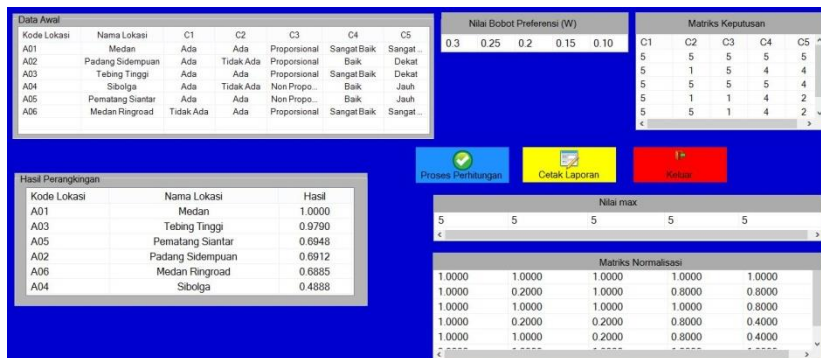 Data Awal
Kode Lokasi Nama Lokasi C1 C2 C3 C4 C5
A01 Medan Ada Ada Proporsional Sangat Baik Sangat ...
A02 Padang Sidempuan Ada Tidak Ada Proporsional Baik Dekat
A03 Tebing Tinggi Ada Ada Proporsional Sangat Baik Dekat
A04 Sibolga Ada Tidak Ada Non Propo... Baik Jauh
A05 Pematang Siantar Ada Ada Non Propo... Baik Jauh
A06 Medan Ringroad Tidak Ada Ada Proporsional Sangat Baik Sangat ...
Nilai Bobot Preferensi (W)
0.3 0.25 0.2 0.15 0.10
Matriks Keputusan
C1 C2 C3 C4 C5
5 5 5 5 5
5 1 5 4 4
5 5 5 5 4
5 1 1 4 2
5 5 1 4 2
Proses Perhitungan
Cetak Laporan
Keluar
Hasil Perangkingan
Kode Lokasi Nama Lokasi Hasil
A01 Medan 1.0000
A03 Tebing Tinggi 0.9790
A05 Pematang Siantar 0.6948
A02 Padang Sidempuan 0.6912
A06 Medan Ringroad 0.6885
A04 Sibolga 0.4888
Nilai max
5 5 5 5 5
Matriks Normalisasi
1.0000 1.0000 1.0000 1.0000 1.0000
1.0000 0.2000 1.0000 0.8000 0.8000
1.0000 1.0000 1.0000 1.0000 0.8000
1.0000 0.2000 0.2000 0.8000 0.4000
1.0000 1.0000 0.2000 0.8000 0.4000